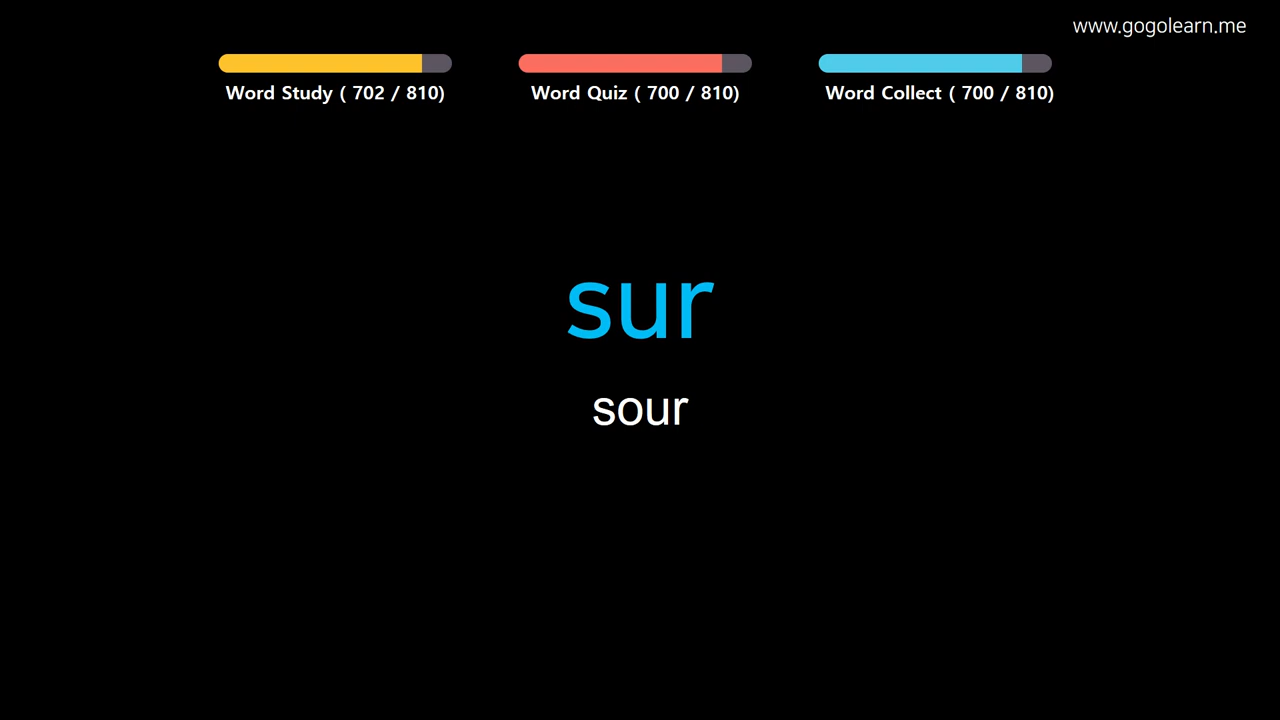 www.gogolearn.me
Word Study ( 702 / 810)
Word Quiz ( 700 / 810)
Word Collect ( 700 / 810)
sur
sour